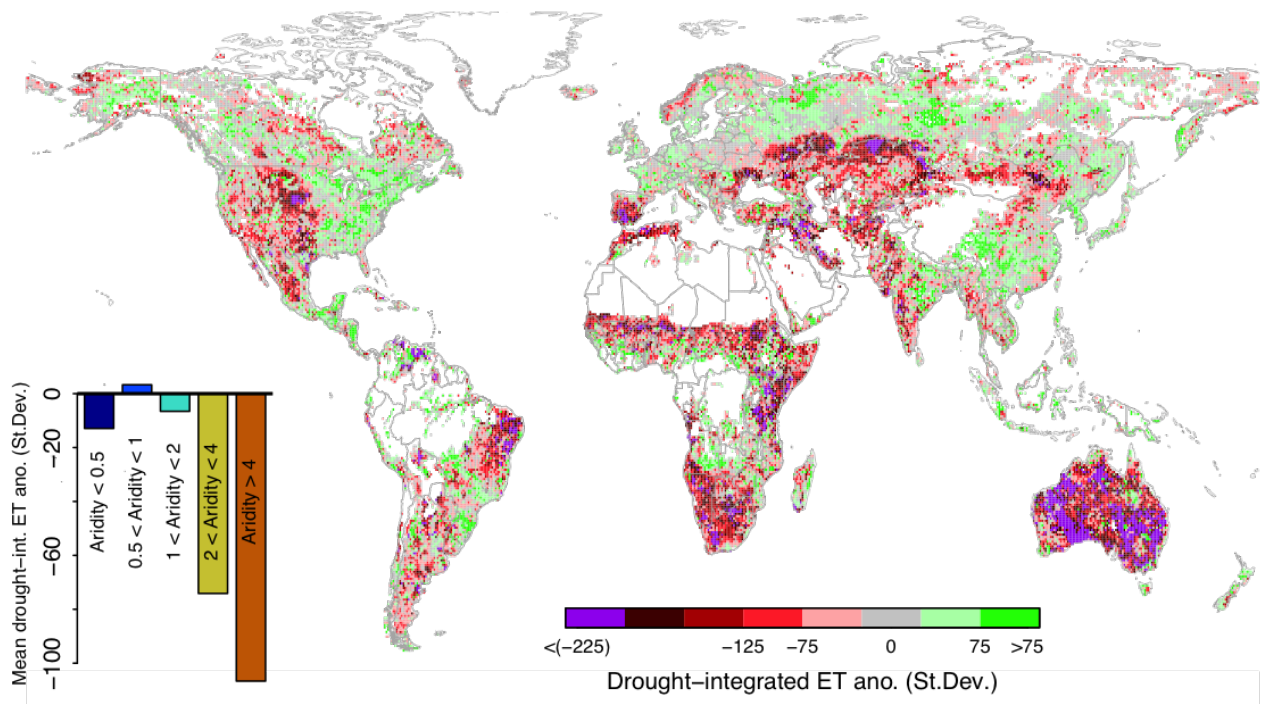 Mean drought−int. ET ano. (St.Dev.)
0
−20
−60
−100
Aridity < 0.5
0.5 < Aridity < 1
1 < Aridity < 2
2 < Aridity < 4
Aridity > 4
<(−225) −125 −75 0 75 >75
Drought−integrated ET ano. (St.Dev.)